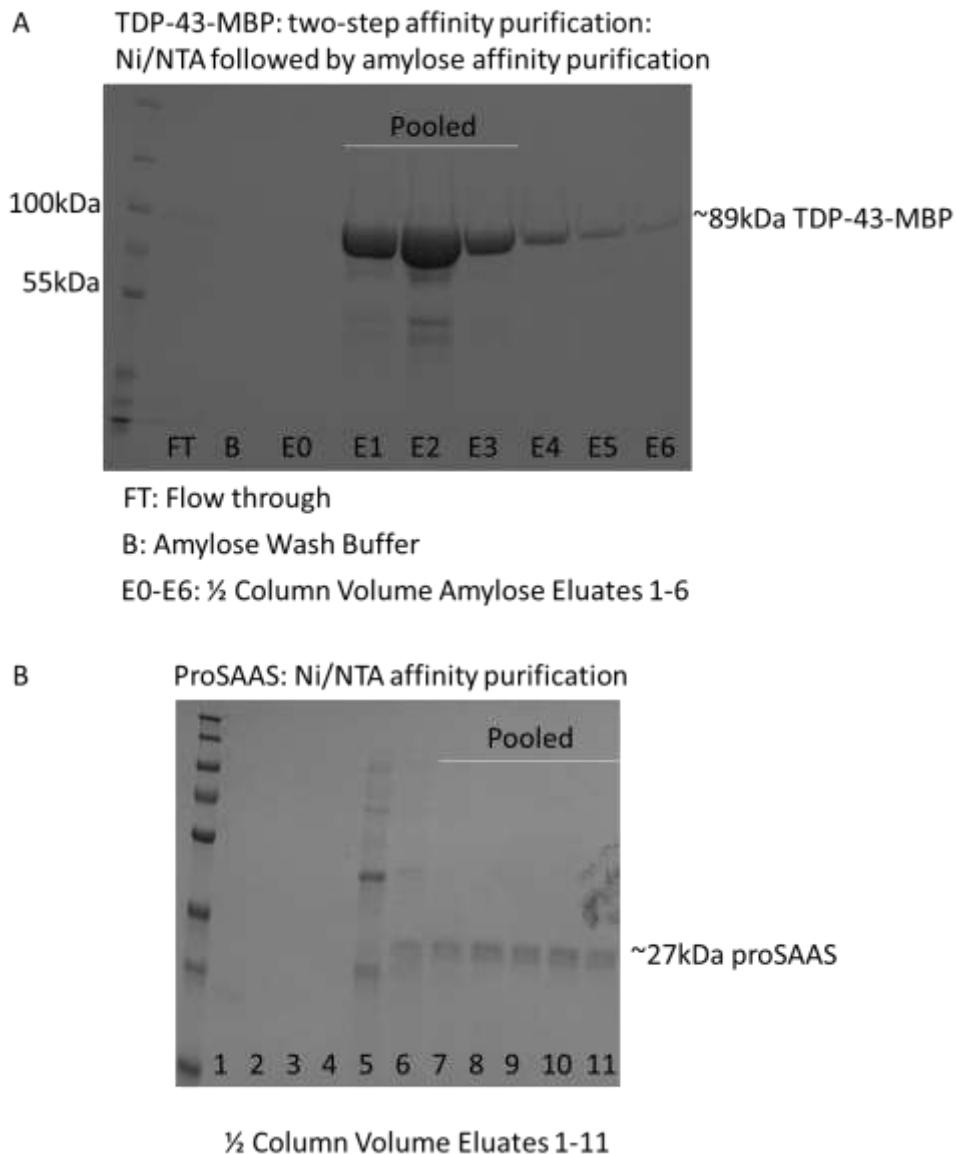 A
TDP-43-MBP: two-step affinity purification:
Ni/NTA followed by amylose affinity purification
Pooled
100kDa
~89kDa TDP-43-MBP
55kDa
FT B E0 E1 E2 E3 E4 E5 E6
FT: Flow through
B: Amylose Wash Buffer
E0-E6: ½ Column Volume Amylose Eluates 1-6
B
ProSAAS: Ni/NTA affinity purification
Pooled
~27kDa proSAAS
1 2 3 4 5 6 7 8 9 10 11
½ Column Volume Eluates 1-11